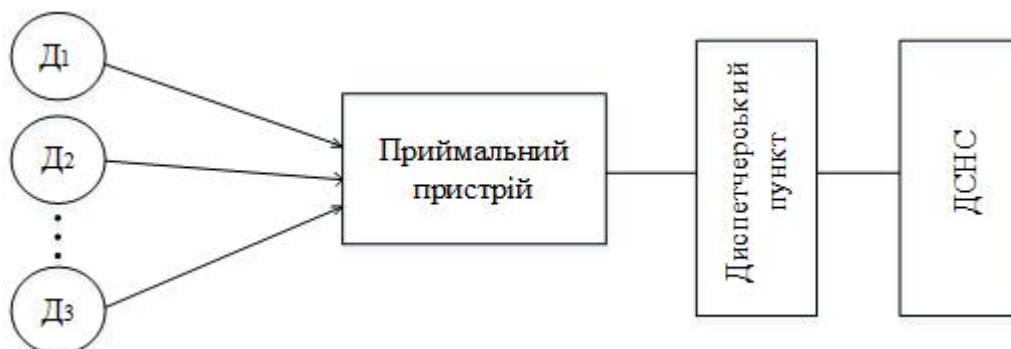 Д1
Д2
Д3
Приймальний
пристрій
Диспетчерський
пункт
ДСНС